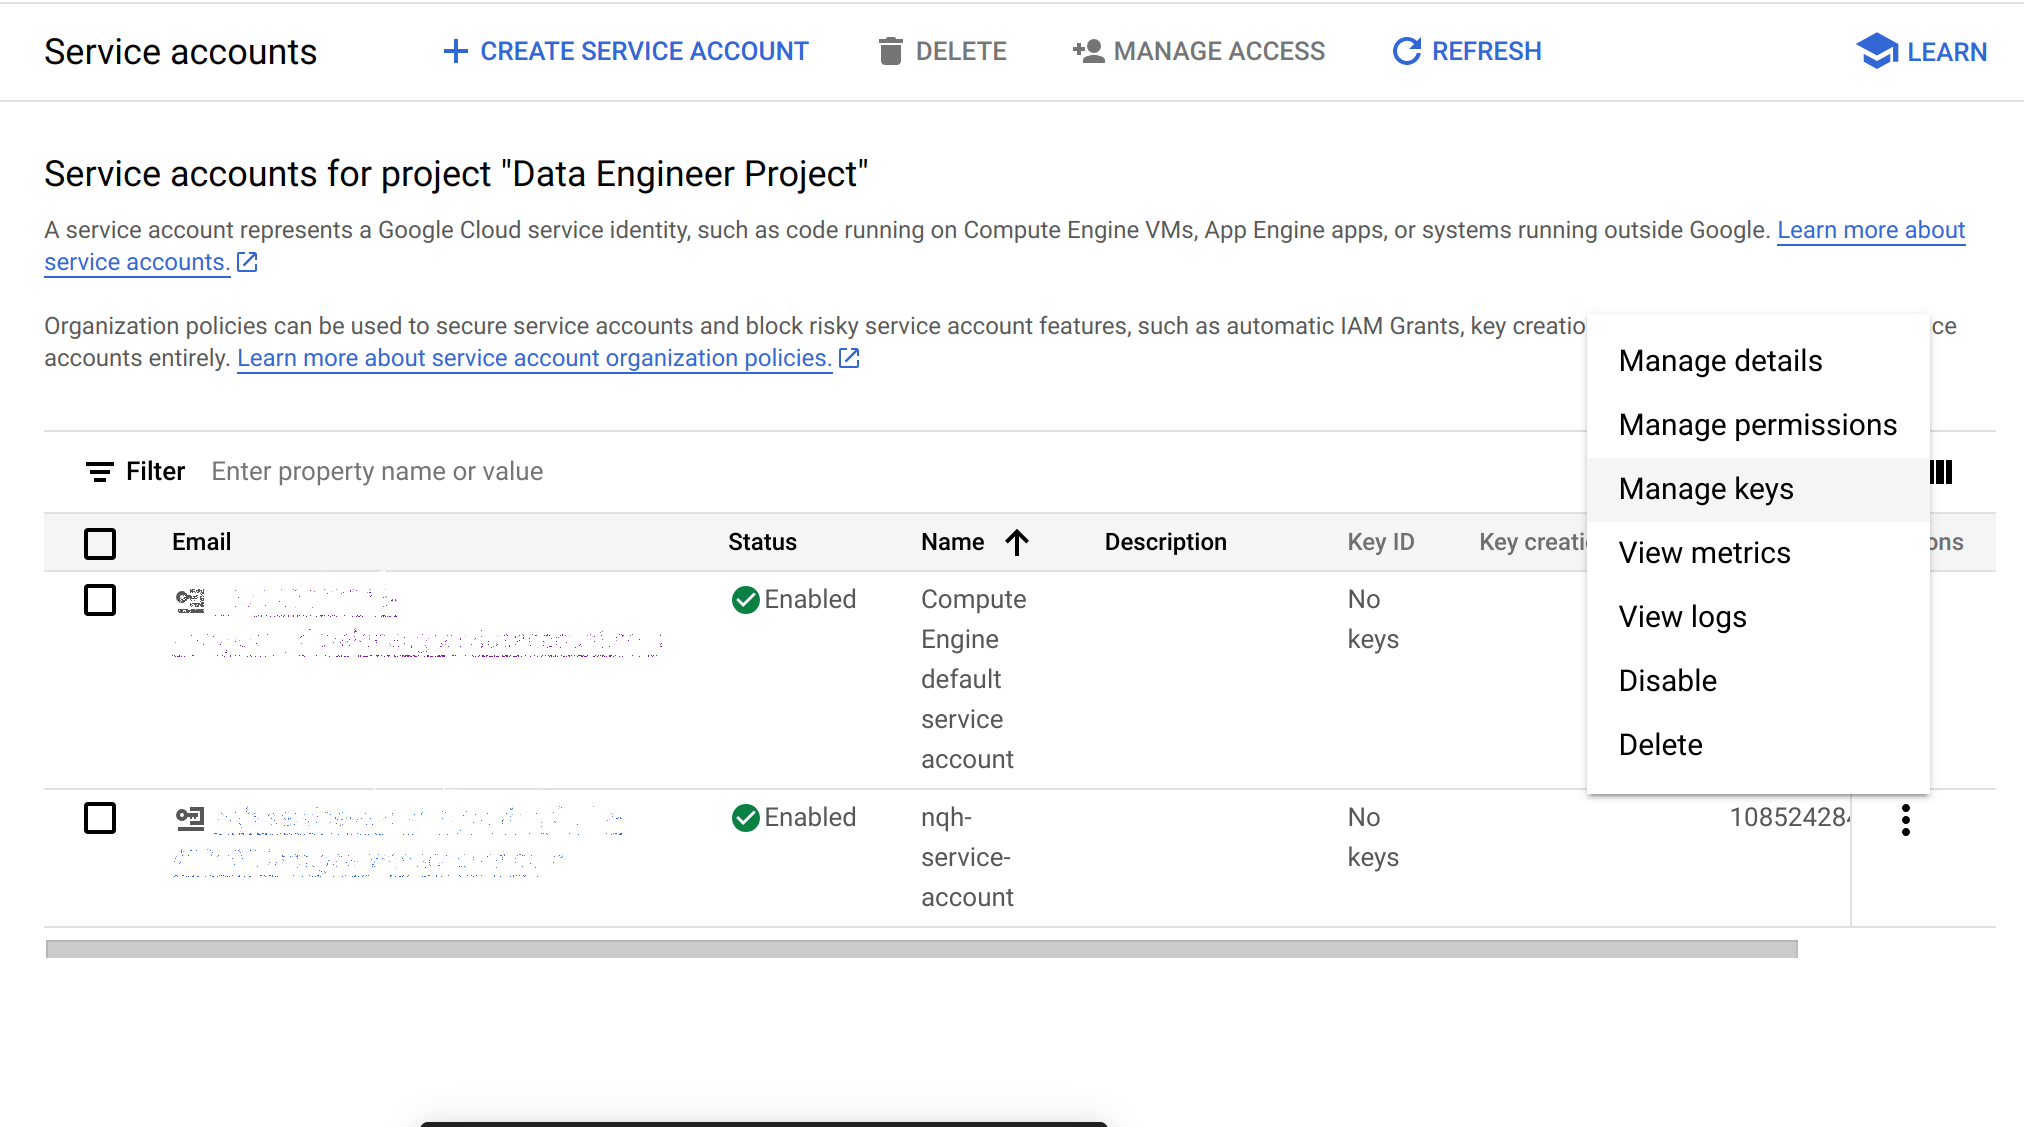 Service accounts
CREATE SERVICE ACCOUNT
DELETE
MANAGE ACCESS
REFRESH
LEARN
Service accounts for project "Data Engineer Project"
A service account represents a Google Cloud service identity, such as code running on Compute Engine VMs, App Engine apps, or systems running outside Google. Learn more about
service accounts.
Organization policies can be used to secure service accounts and block risky service account features, such as automatic IAM Grants, key creatio ce
accounts entirely. Learn more about service account organization policies.
Manage details
Manage permissions
Manage keys
View metrics
View logs
Disable
Delete
Filter Enter property name or value
Email Status Name Description Key ID Key creati ons
Enabled Compute No
Engine keys
default
service
account
Enabled nqh- No 10852428
service- keys
account